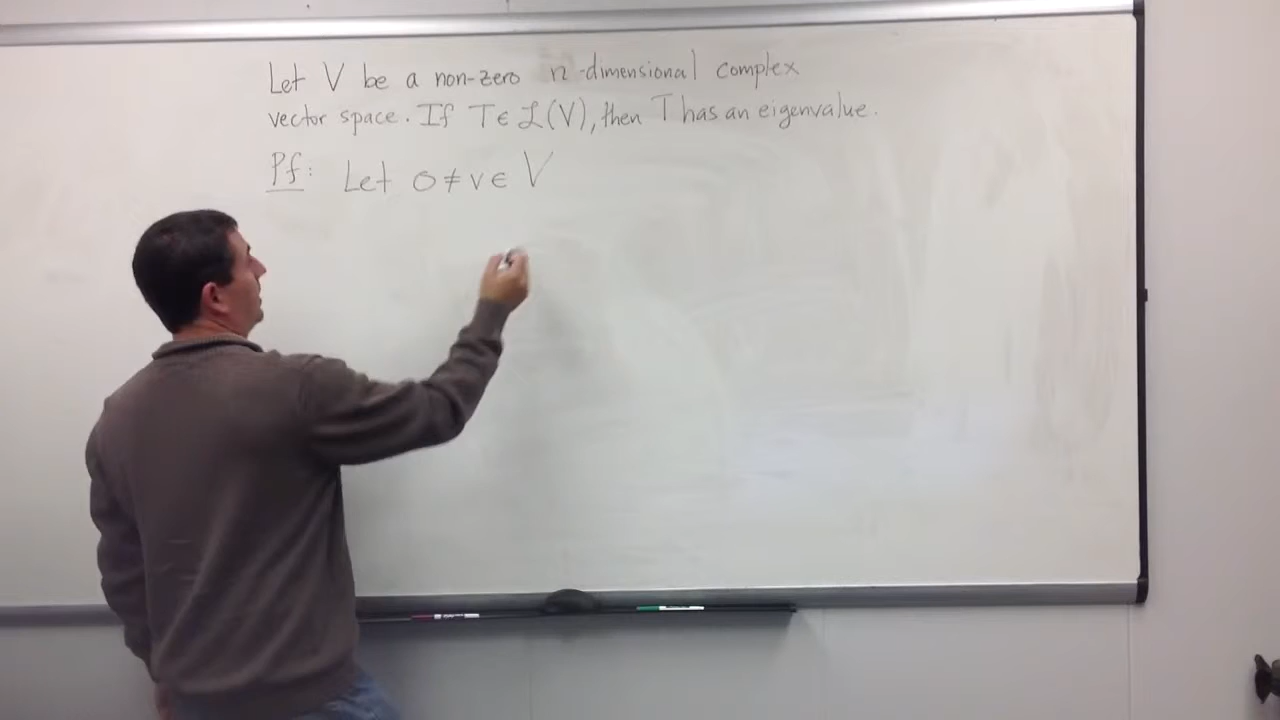 Let V be a non-zero n-dimensional complex
vector space. If T∈ ℒ(V), then T has an eigenvalue.
Pf: Let 0≠v∈ V